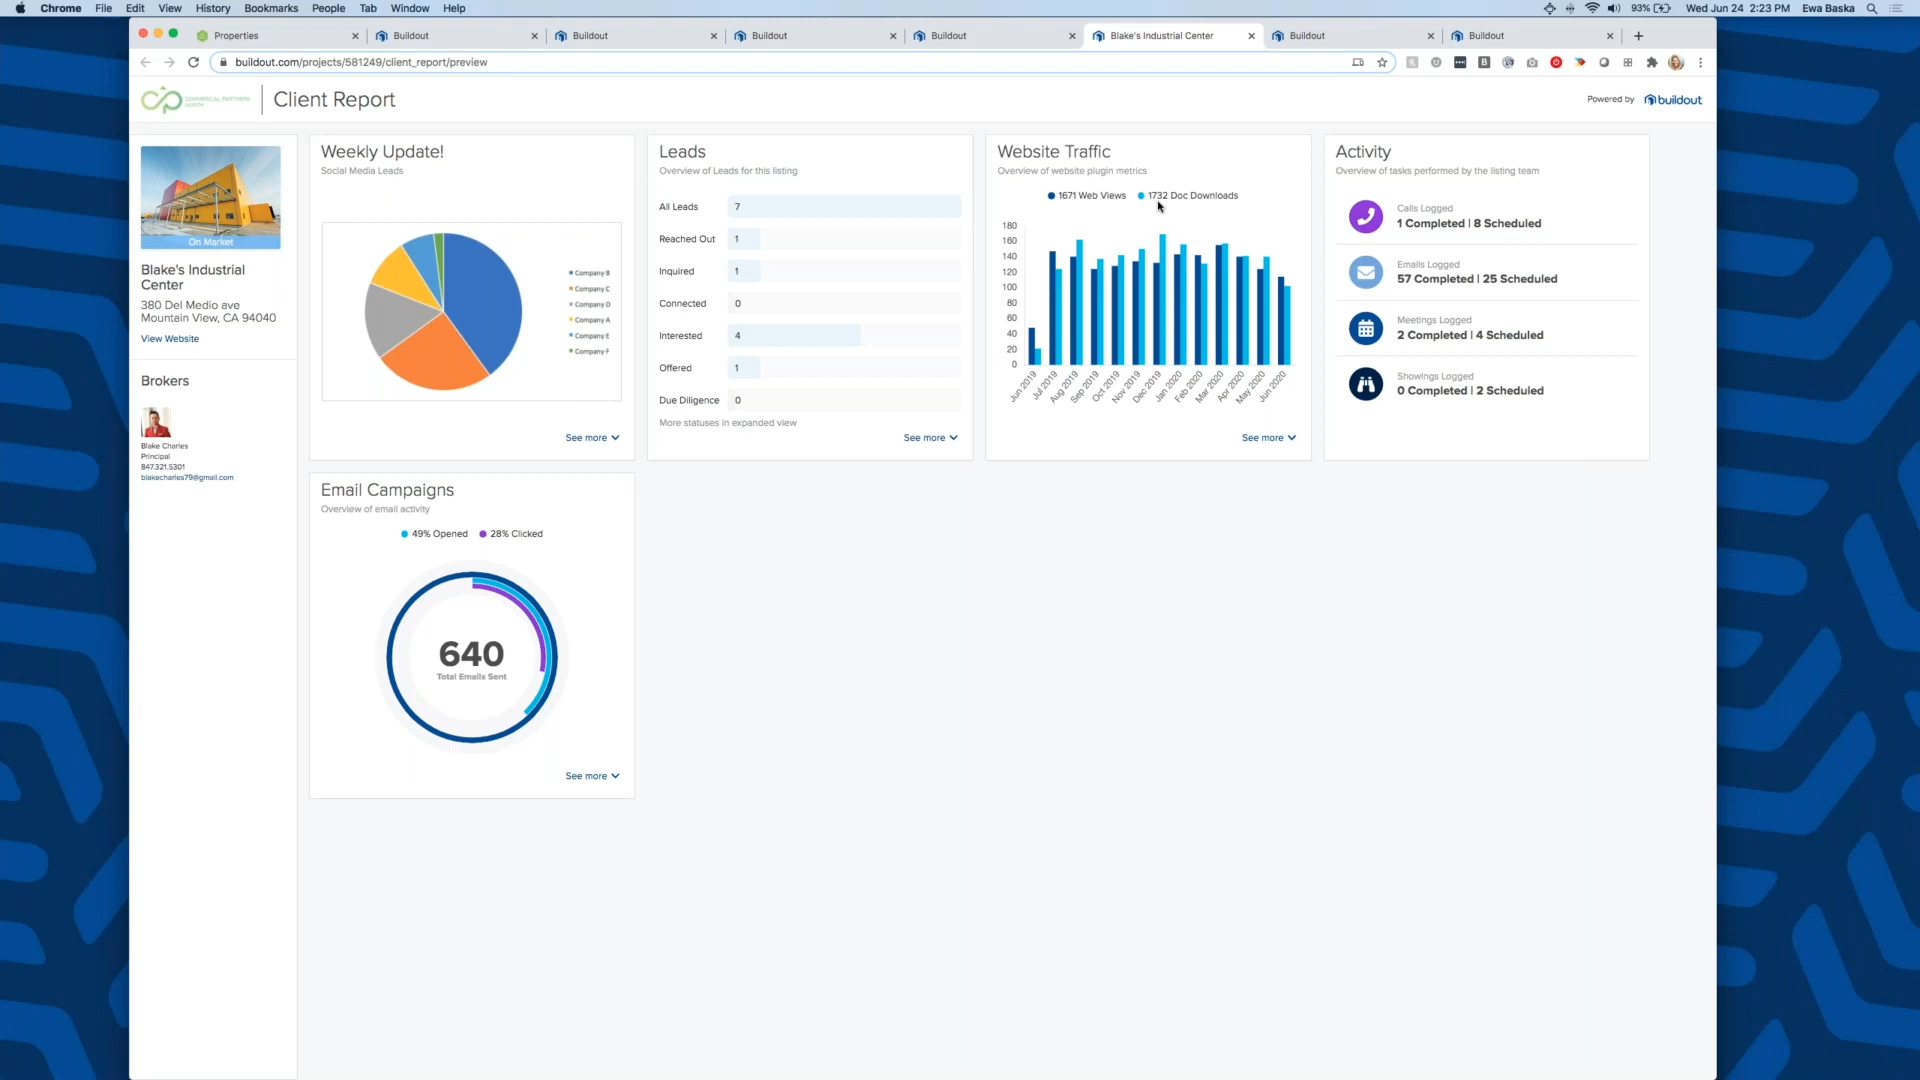 Chrome File Edit View History Bookmarks People Tab Window Help 93% Wed Jun 24 2:23 PM Ewa Baska
Properties Buildout Buildout Buildout Buildout Blake's Industrial Center Buildout Buildout
buildout.com/projects/581249/client_report/preview
COMMERCIAL PARTNERS
NORTH
Client Report
Powered by buildout
On Market
Blake's Industrial
Center
380 Del Medio ave
Mountain View, CA 94040
View Website
Brokers
Blake Charles
Principal
847.321.5301
blakecharles79@gmail.com
Weekly Update!
Social Media Leads
Company B
Company C
Company D
Company A
Company E
Company F
See more
Leads
Overview of Leads for this listing
All Leads 7
Reached Out 1
Inquired 1
Connected 0
Interested 4
Offered 1
Due Diligence 0
More statuses in expanded view
See more
Website Traffic
Overview of website plugin metrics
1671 Web Views 1732 Doc Downloads
180
160
140
120
100
80
60
40
20
0
Jun 2019 Jul 2019 Aug 2019 Sep 2019 Oct 2019 Nov 2019 Dec 2019 Jan 2020 Feb 2020 Mar 2020 Apr 2020 May 2020 Jun 2020
See more
Activity
Overview of tasks performed by the listing team
Calls Logged
1 Completed | 8 Scheduled
Emails Logged
57 Completed | 25 Scheduled
Meetings Logged
2 Completed | 4 Scheduled
Showings Logged
0 Completed | 2 Scheduled
Email Campaigns
Overview of email activity
49% Opened 28% Clicked
640
Total Emails Sent
See more